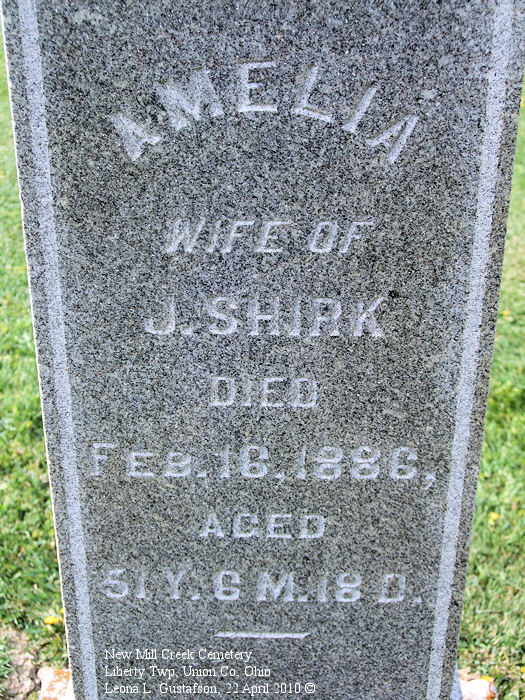 AMELIA
WIFE OF
J. SHIRK
DIED
FEB. 16, 1886,
AGED
51 Y. 6 M. 18 D.
New Mill Creek Cemetery
Liberty Twp, Union Co, Ohio
Leona L. Gustafson, 22 April 2010 ©